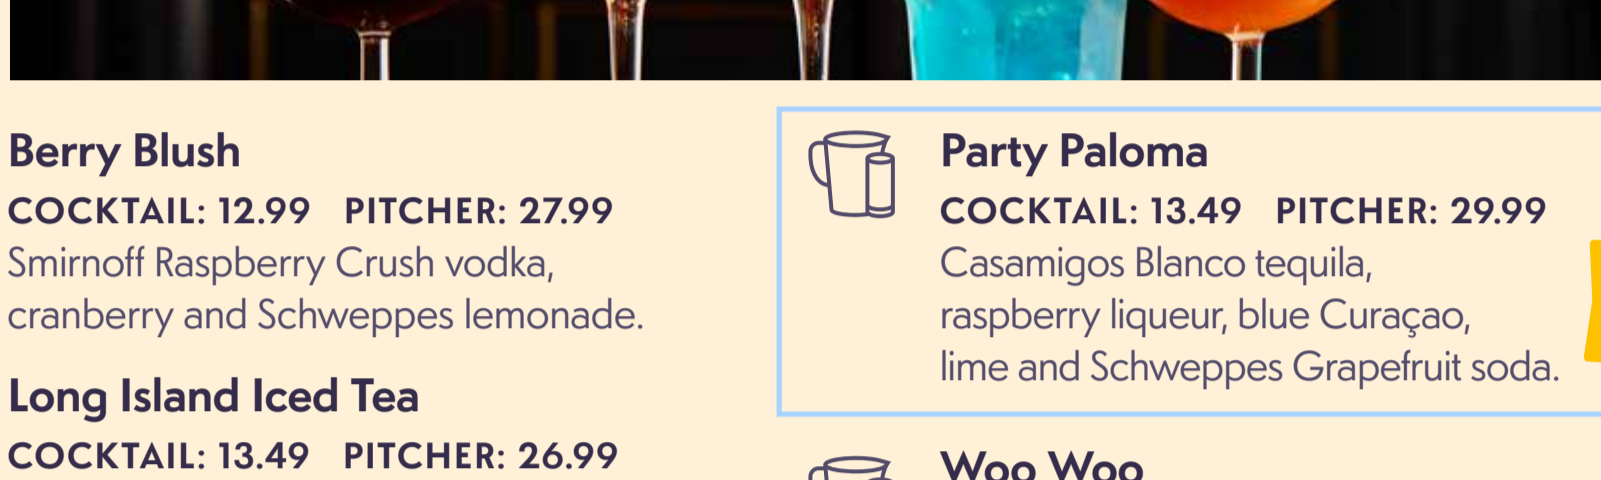 Berry Blush
COCKTAIL: 12.99 PITCHER: 27.99
Smirnoff Raspberry Crush vodka,
cranberry and Schweppes lemonade.
Long Island Iced Tea
COCKTAIL: 13.49 PITCHER: 26.99
Party Paloma
COCKTAIL: 13.49 PITCHER: 29.99
Casamigos Blanco tequila,
raspberry liqueur, blue Curaçao,
lime and Schweppes Grapefruit soda.
Woo Woo